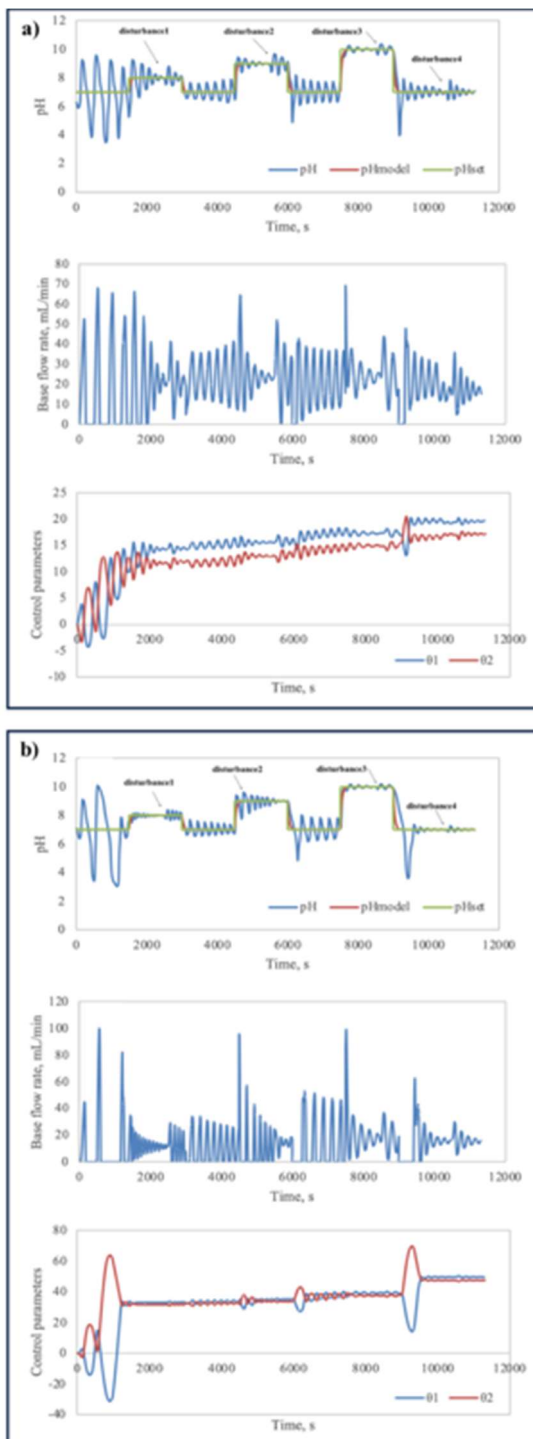 a)
disturbance1
disturbance2
disturbance3
disturbance4
12
10
8
6
4
2
0
pH
0 2000 4000 6000 8000 10000 12000
Time, s
pH pHmodel pHset
80
70
60
50
40
30
20
10
0
Base flow rate, mL/min
0 2000 4000 6000 8000 10000 12000
Time, s
25
20
15
10
5
0
-5
-10
Control parameters
0 2000 4000 6000 8000 10000 12000
Time, s
θ1 θ2
b)
disturbance1
disturbance2
disturbance3
disturbance4
12
10
8
6
4
2
0
pH
0 2000 4000 6000 8000 10000 12000
Time, s
pH pHmodel pHset
120
100
80
60
40
20
0
Base flow rate, mL/min
0 2000 4000 6000 8000 10000 12000
Time, s
80
60
40
20
0
-20
-40
Control parameters
0 2000 4000 6000 8000 10000 12000
Time, s
θ1 θ2